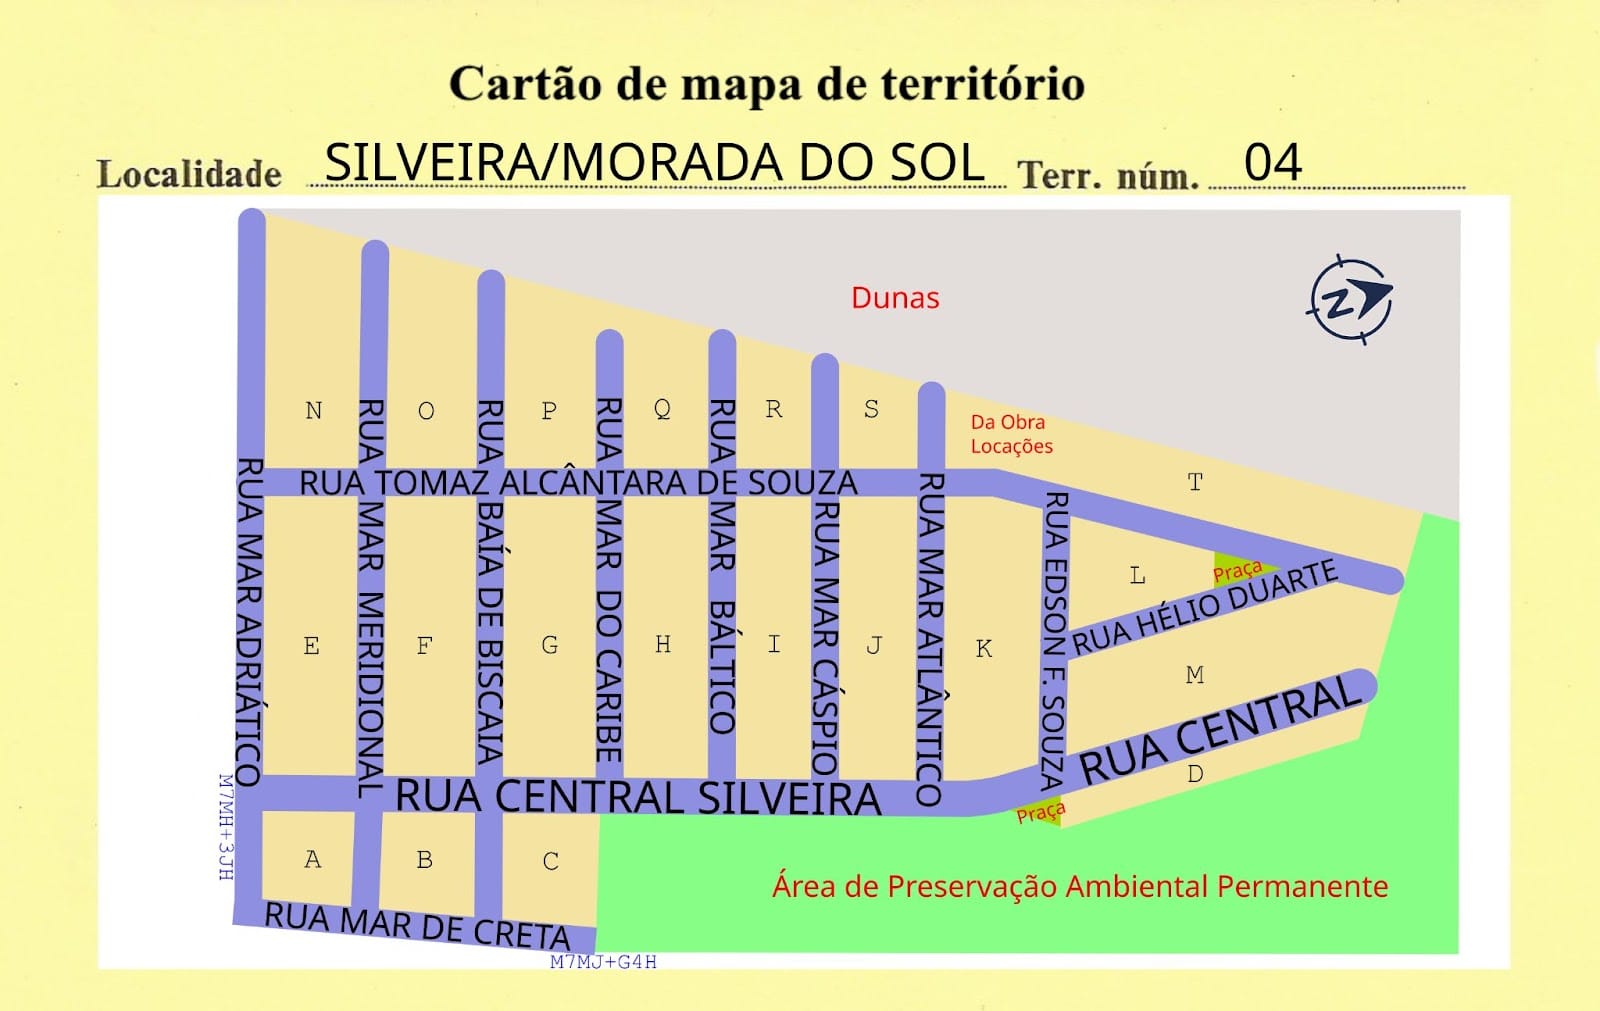 Cartão de mapa de território
Localidade SILVEIRA/MORADA DO SOL Terr. núm. 04
Dunas
Z
N O P Q R S
Da Obra
Locações
T
RUA TOMAZ ALCÂNTARA DE SOUZA
RUA MAR ADRIÁTICO
RUA MAR MERIDIONAL
RUA BAÍA DE BISCAIA
RUA MAR DO CARIBE
RUA MAR BÁLTICO
RUA MAR CÁSPIO
RUA MAR ATLÂNTICO
RUA EDSON F. SOUZA
Praça
L
RUA HÉLIO DUARTE
E F G H I J K
M
RUA CENTRAL
D
RUA CENTRAL SILVEIRA
Praça
M7MH+3JH
A B C
Área de Preservação Ambiental Permanente
RUA MAR DE CRETA
M7MJ+G4H